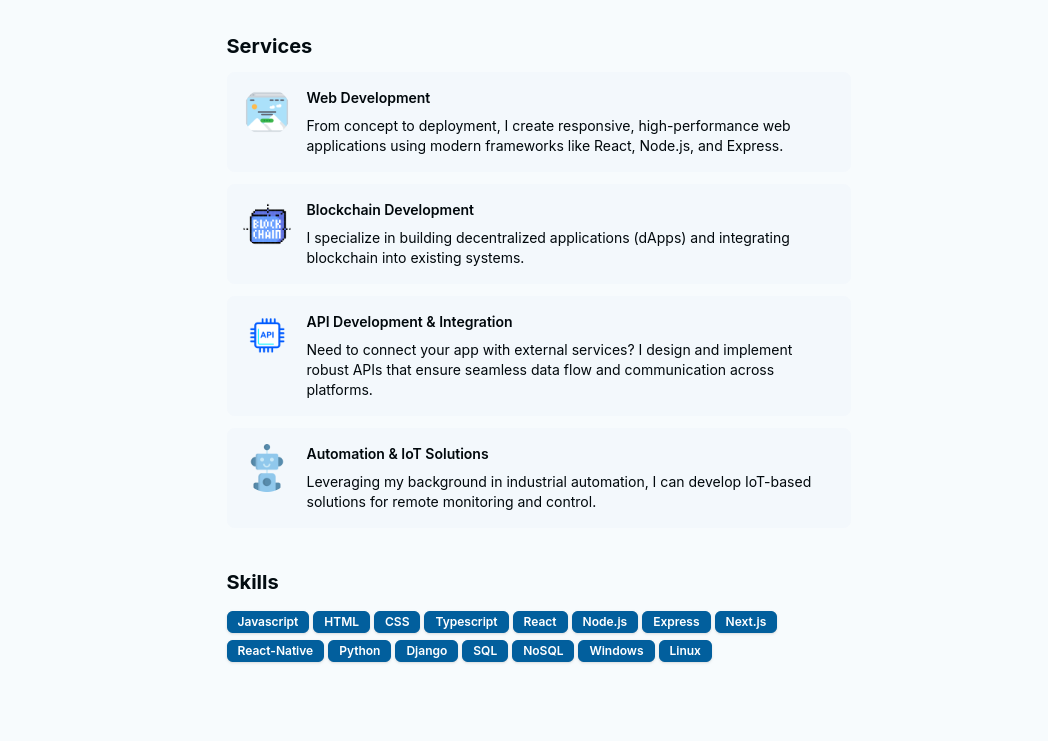 Services
Web Development
From concept to deployment, I create responsive, high-performance web
applications using modern frameworks like React, Node.js, and Express.
BLOCK
CHAIN
Blockchain Development
I specialize in building decentralized applications (dApps) and integrating
blockchain into existing systems.
API
API Development & Integration
Need to connect your app with external services? I design and implement
robust APIs that ensure seamless data flow and communication across
platforms.
Automation & IoT Solutions
Leveraging my background in industrial automation, I can develop IoT-based
solutions for remote monitoring and control.
Skills
Javascript HTML CSS Typescript React Node.js Express Next.js
React-Native Python Django SQL NoSQL Windows Linux